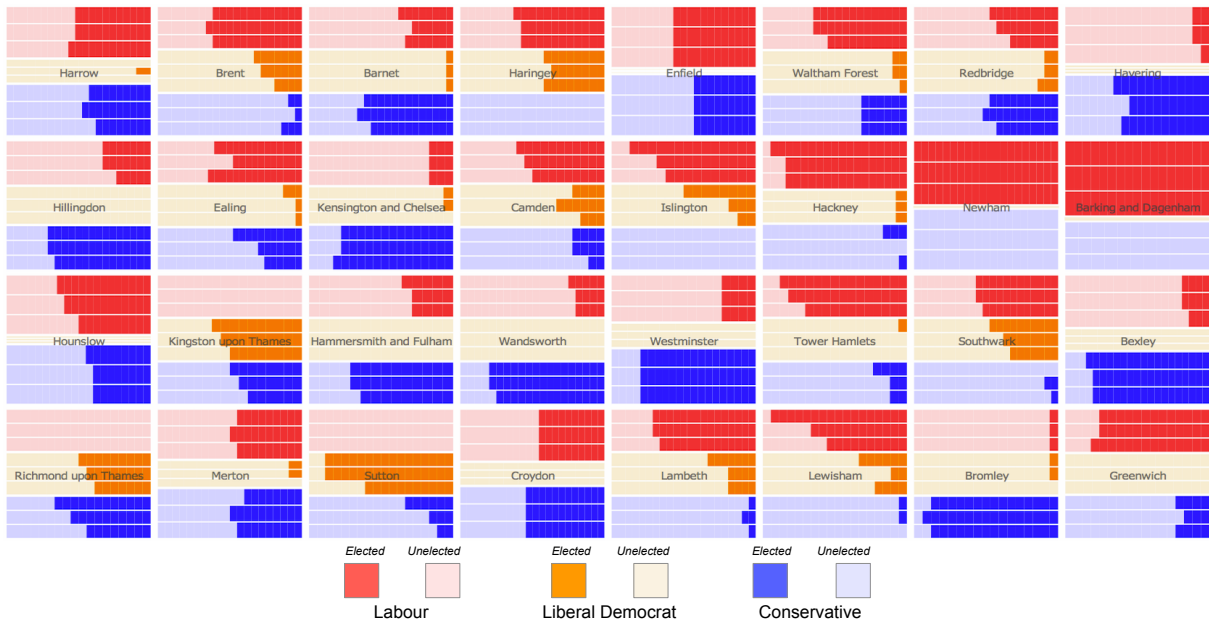 Harrow Brent Barnet Haringey Enfield Waltham Forest Redbridge Havering
Hillingdon Ealing Kensington and Chelsea Camden Islington Hackney Newham Barking and Dagenham
Hounslow Kingston upon Thames Hammersmith and Fulham Wandsworth Westminster Tower Hamlets Southwark Bexley
Richmond upon Thames Merton Sutton Croydon Lambeth Lewisham Bromley Greenwich
Elected Unelected Elected Unelected Elected Unelected
Labour Liberal Democrat Conservative